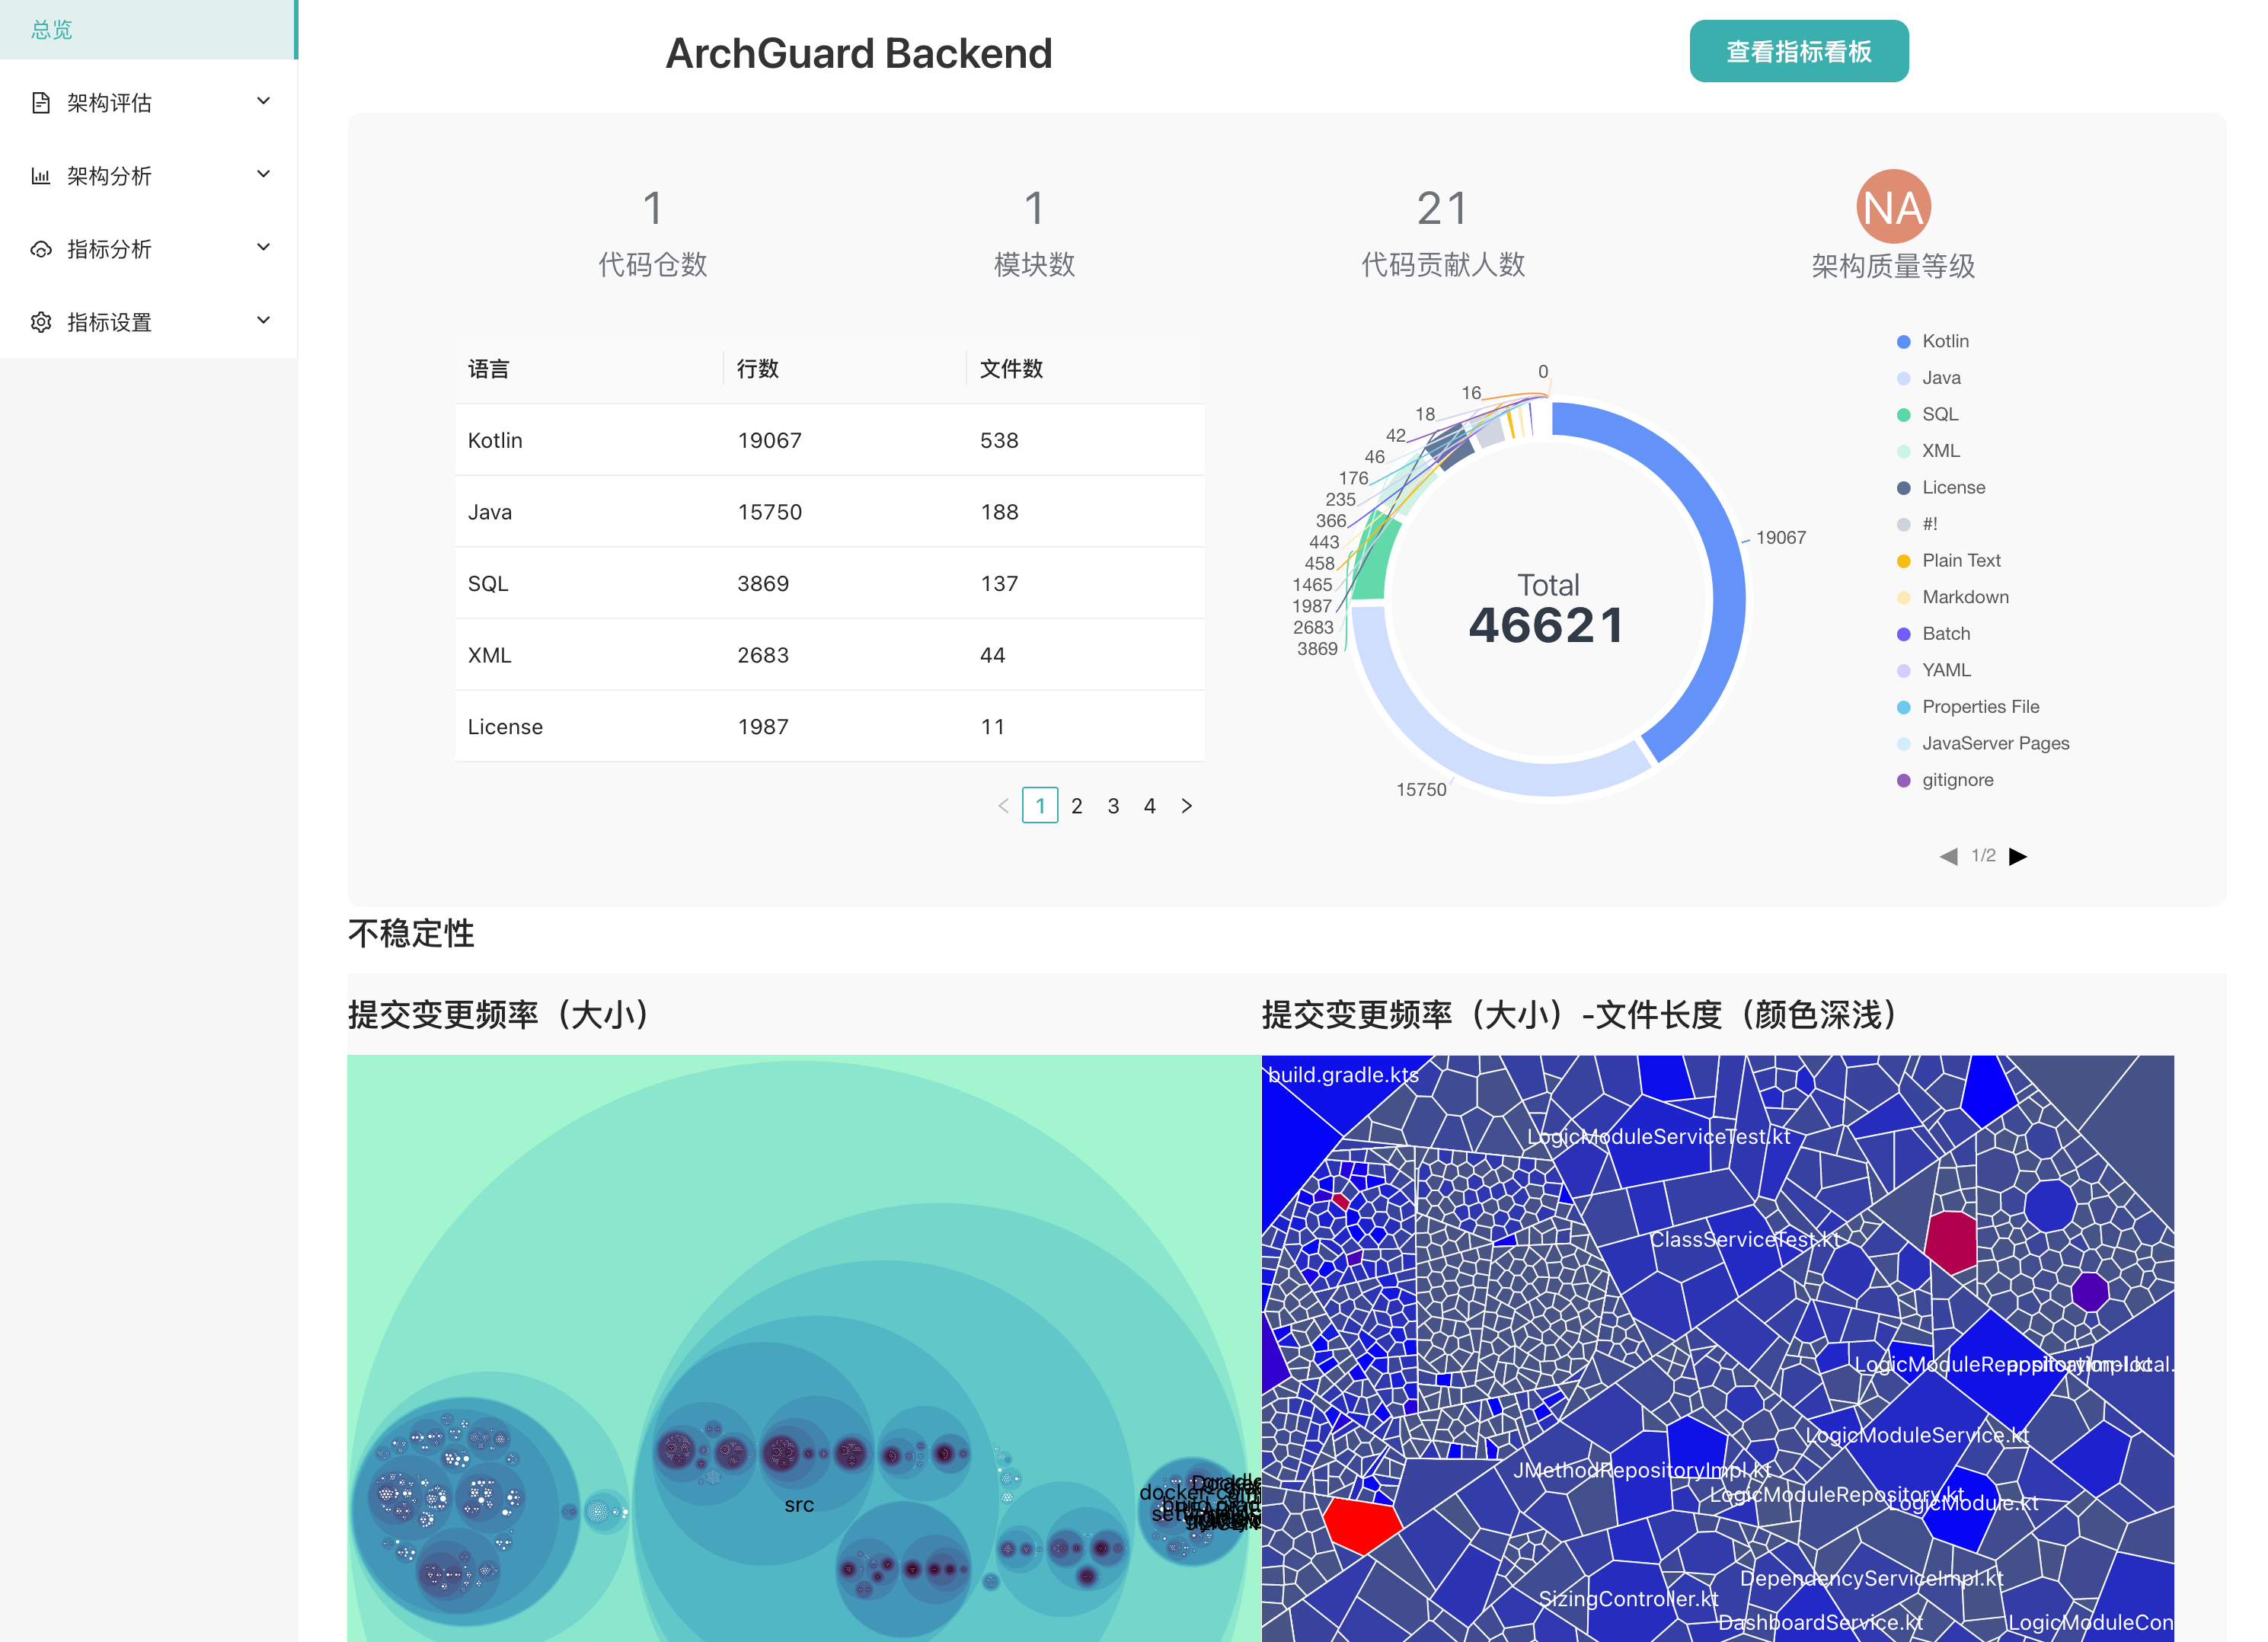 总览
架构评估
架构分析
指标分析
指标设置
ArchGuard Backend
查看指标看板
1
代码仓数
1
模块数
21
代码贡献人数
NA
架构质量等级
语言 行数 文件数
Kotlin 19067 538
Java 15750 188
SQL 3869 137
XML 2683 44
License 1987 11
1 2 3 4
0
16
18
42
46
176
235
366
443
458
1465
1987
2683
3869
15750
19067
Total
46621
Kotlin
Java
SQL
XML
License
#!
Plain Text
Markdown
Batch
YAML
Properties File
JavaServer Pages
gitignore
1/2
不稳定性
提交变更频率（大小）
src
提交变更频率（大小）-文件长度（颜色深浅）
build.gradle.kts
LogicModuleServiceTest.kt
ClassServiceTest.kt
LogicModuleRepositoryImpl.kt
LogicModuleService.kt
JMethodRepositoryImpl.kt
LogicModuleRepository.kt
LogicModule.kt
DependencyServiceImpl.kt
SizingController.kt
DashboardService.kt
LogicModuleCon